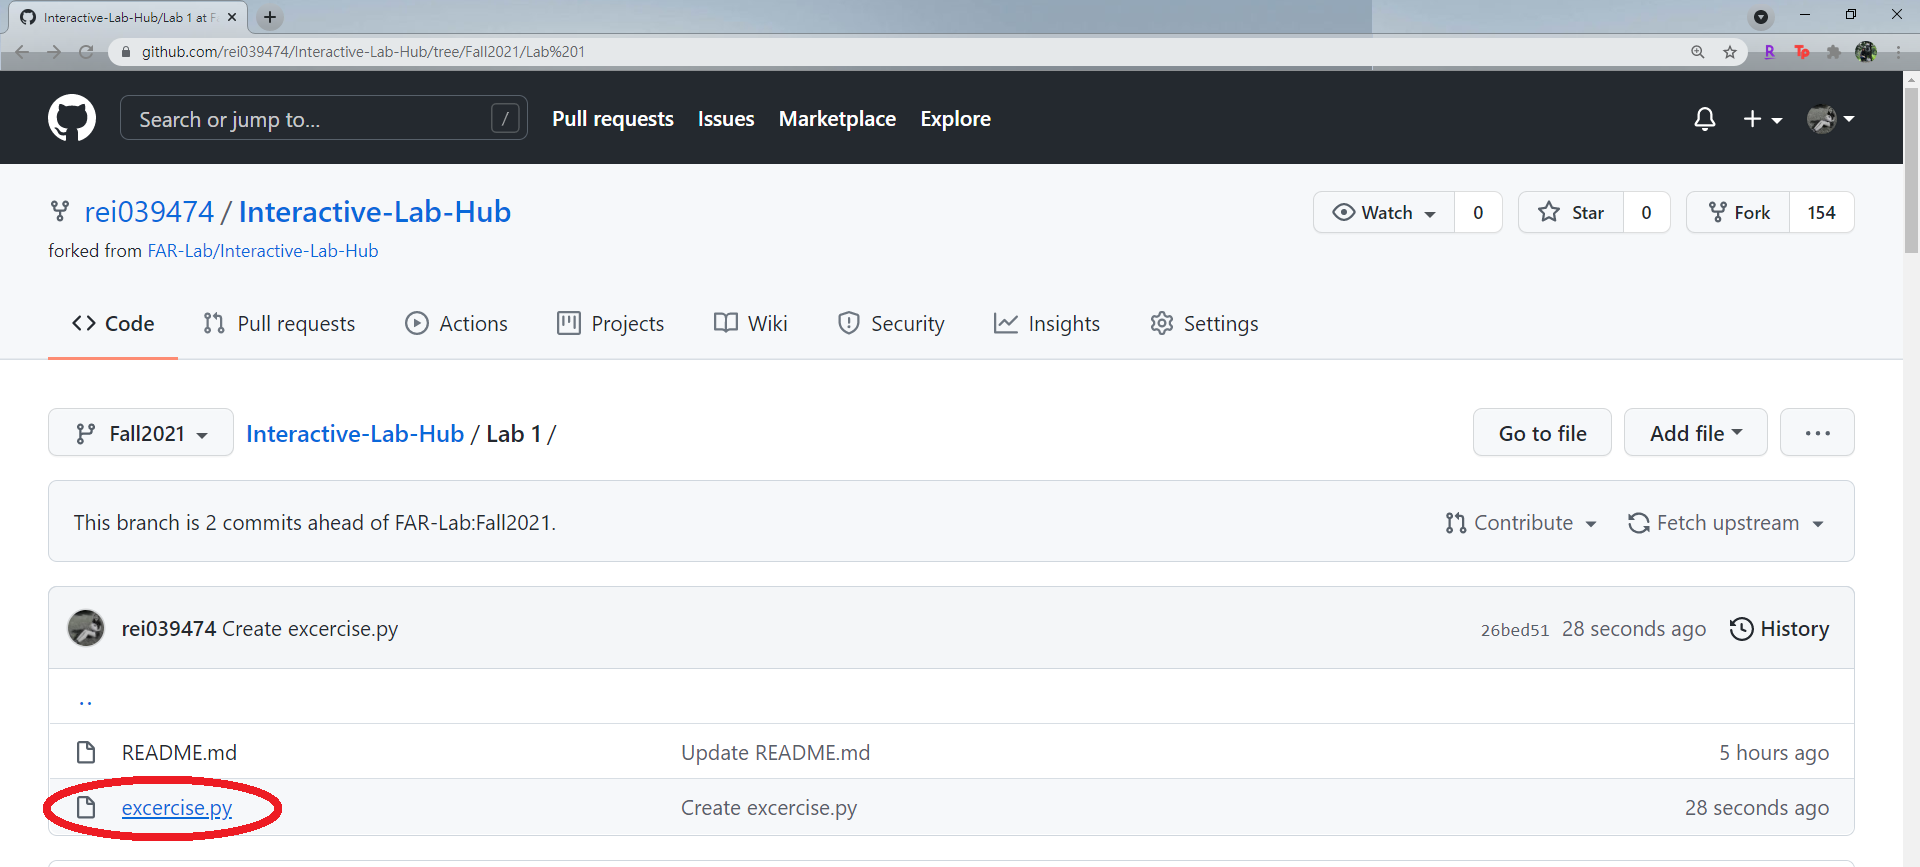 Interactive-Lab-Hub/Lab 1 at F
github.com/rei039474/Interactive-Lab-Hub/tree/Fall2021/Lab%201
R Tp
Search or jump to... / Pull requests Issues Marketplace Explore
rei039474 / Interactive-Lab-Hub Watch 0 Star 0 Fork 154
forked from FAR-Lab/Interactive-Lab-Hub
Code Pull requests Actions Projects Wiki Security Insights Settings
Fall2021 Interactive-Lab-Hub / Lab 1 / Go to file Add file ...
This branch is 2 commits ahead of FAR-Lab:Fall2021. Contribute Fetch upstream
rei039474 Create excercise.py 26bed51 28 seconds ago History
..
README.md Update README.md 5 hours ago
excercise.py Create excercise.py 28 seconds ago